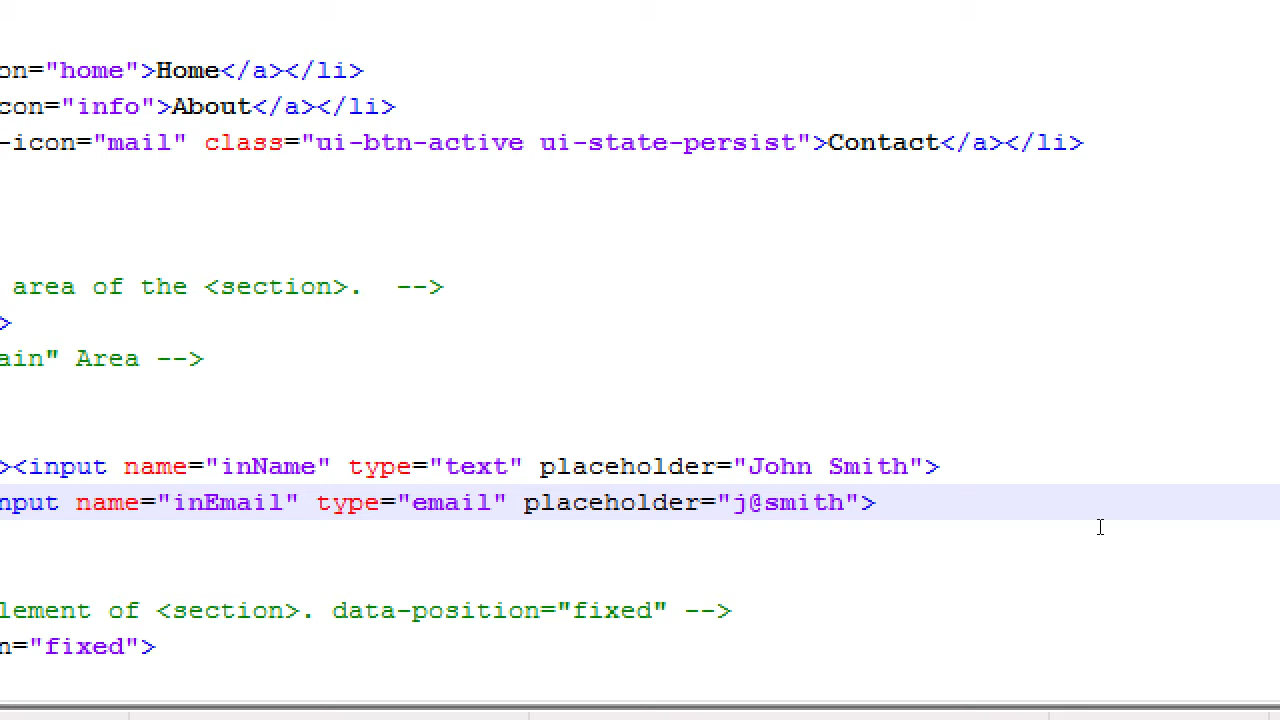 on="home">Home</a></li>
con="info">About</a></li>
-icon="mail" class="ui-btn-active ui-state-persist">Contact</a></li>
area of the <section>.  -->
>
ain" Area -->
><input name="inName" type="text" placeholder="John Smith">
nput name="inEmail" type="email" placeholder="j@smith">
lement of <section>. data-position="fixed" -->
n="fixed">